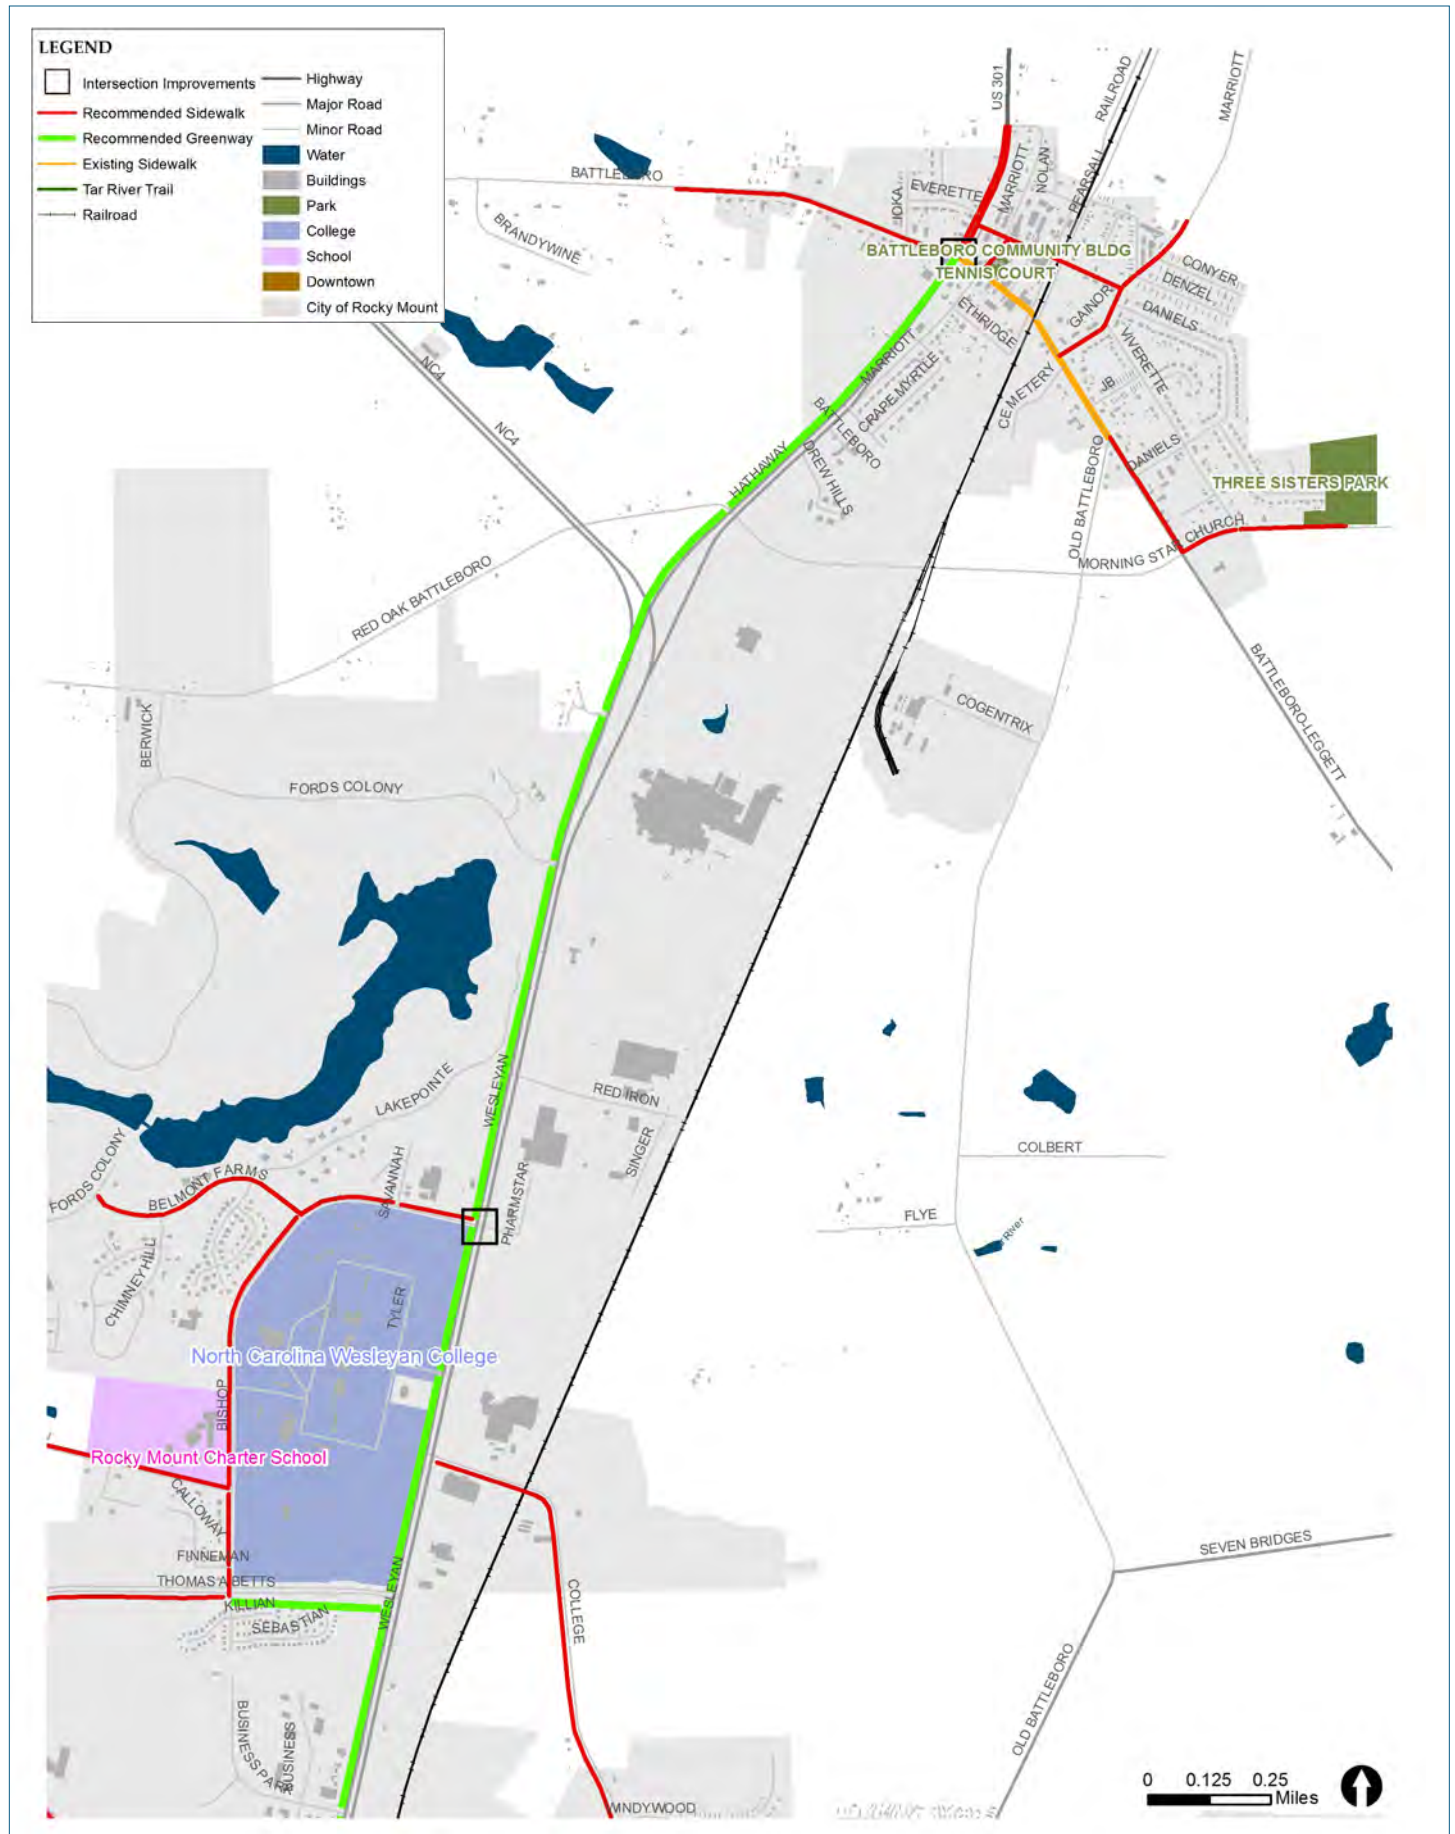 LEGEND
Intersection Improvements
Recommended Sidewalk
Recommended Greenway
Existing Sidewalk
Tar River Trail
Railroad
Highway
Major Road
Minor Road
Water
Buildings
Park
College
School
Downtown
City of Rocky Mount
US 301
RAILROAD
MARRIOTT
BATTLEBORO
EVERETTE
IOKA
MARRIOTT
NOLAN
PEARSALL
BRANDYWINE
BATTLEBORO COMMUNITY BLDG
TENNIS COURT
CONYER
DENZEL
GAINOR
DANIELS
ETHRIDGE
VIVERETTE
MARRIOTT
CRAPE MYRTLE
JB
CEMETERY
NC4
NC4
BATTLEBORO
DREW HILLS
DANIELS
HATHAWAY
OLD BATTLEBORO
THREE SISTERS PARK
MORNING STAR CHURCH
RED OAK BATTLEBORO
BATTLEBORO-LEGGETT
BERWICK
COGENTRIX
FORDS COLONY
WESLEYAN
LAKEPOINTE
RED IRON
SINGER
COLBERT
FORDS COLONY
BELMONT FARMS
SAVANNAH
PHARMSTAR
FLYE
River
CHIMNEY HILL
TYLER
North Carolina Wesleyan College
BISHOP
Rocky Mount Charter School
CALLOWAY
FINNEMAN
THOMAS A BETTS
KILLIAN
SEBASTIAN
WESLEYAN
COLLEGE
SEVEN BRIDGES
OLD BATTLEBORO
BUSINESS PARK
BUSINESS
0 0.125 0.25
Miles